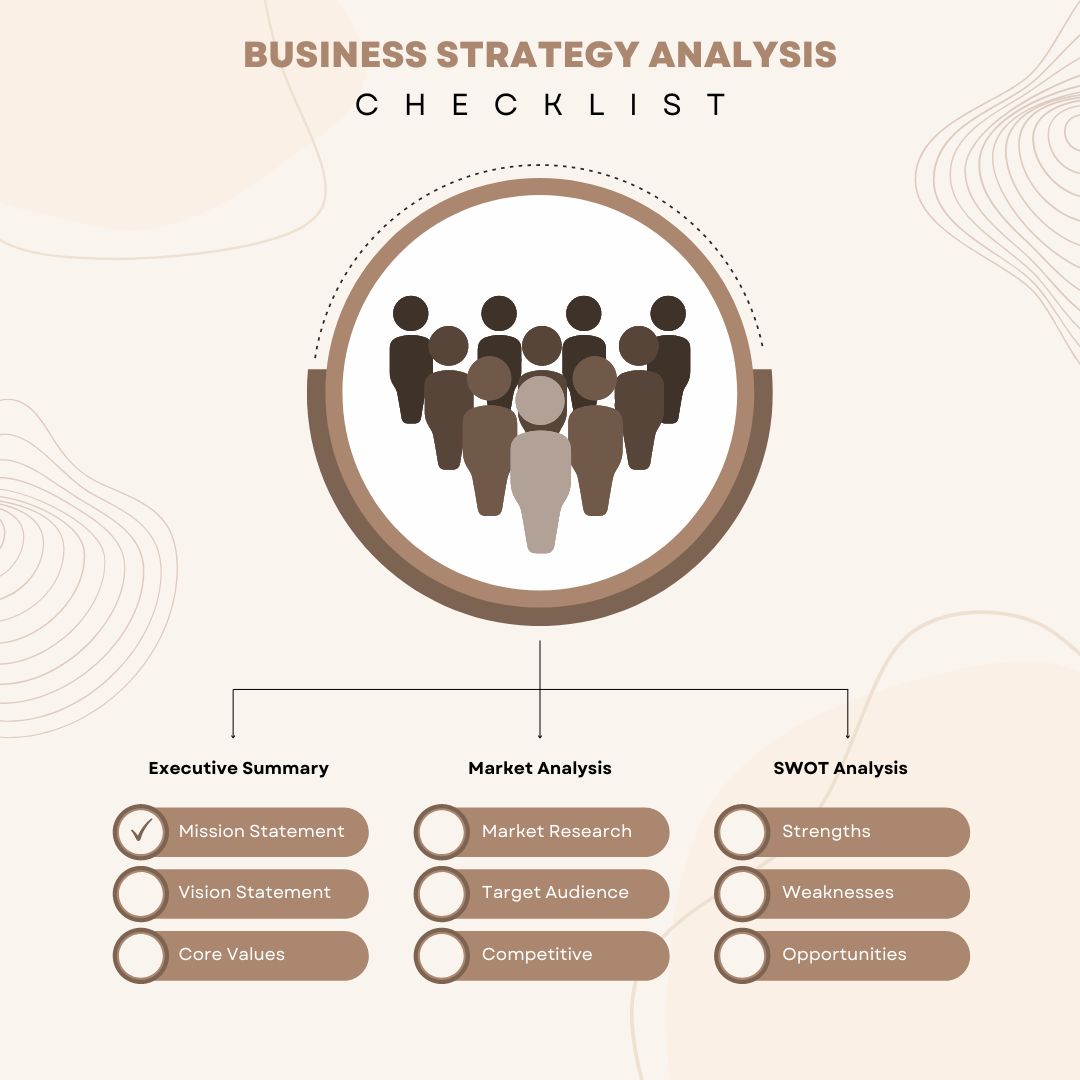 BUSINESS STRATEGY ANALYSIS
CHECKLIST
Executive Summary
Mission Statement
Vision Statement
Core Values
Market Analysis
Market Research
Target Audience
Competitive
SWOT Analysis
Strengths
Weaknesses
Opportunities